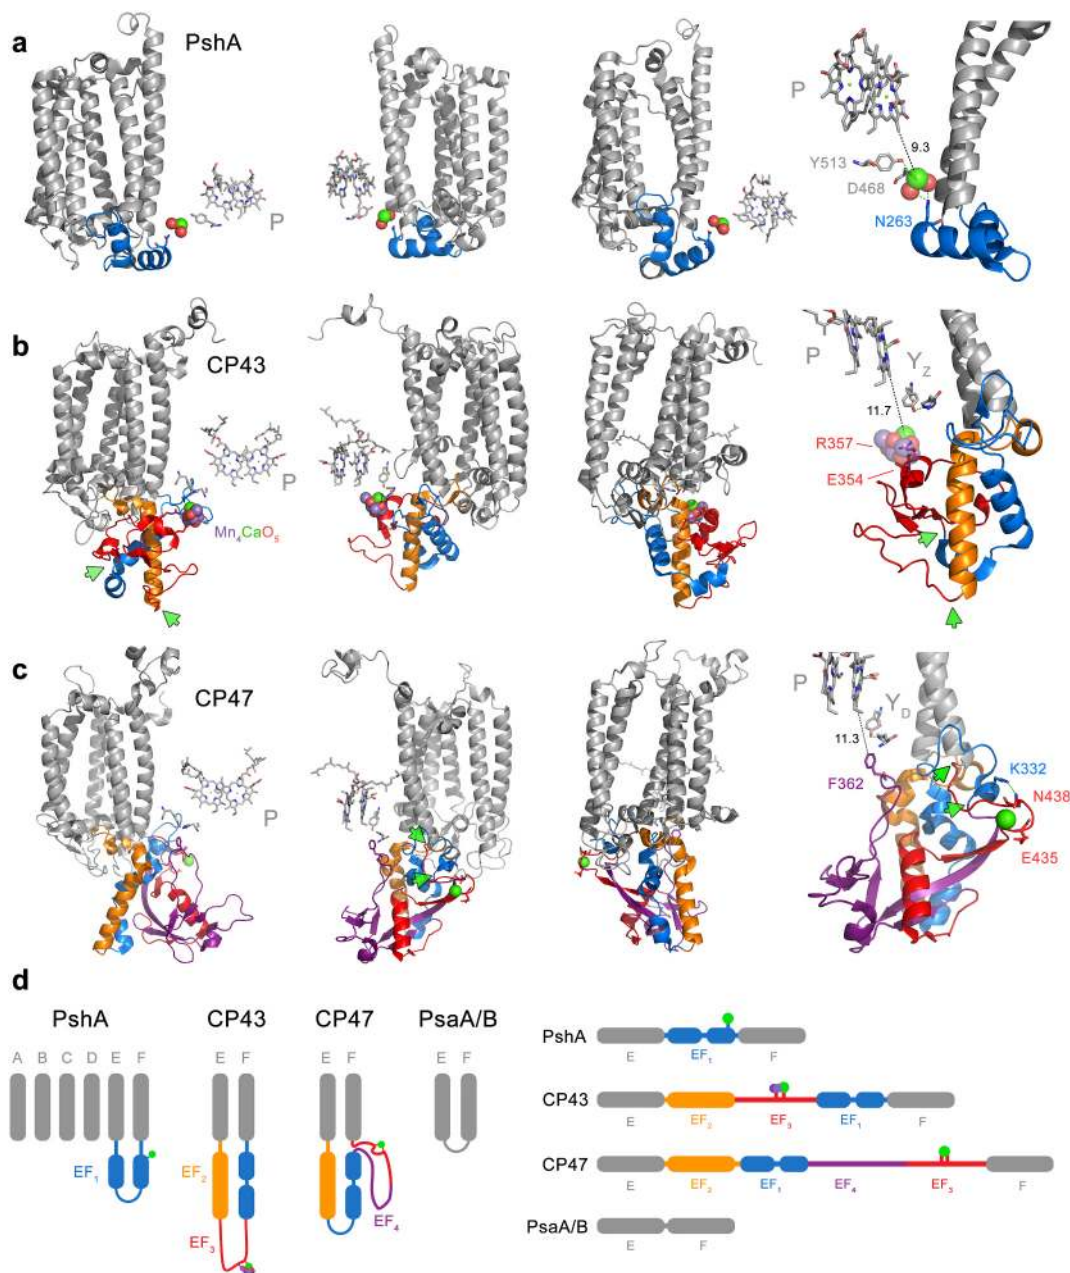 a
PshA
P
P
9.3
Y513
D468
N263
b
CP43
P
Mn4CaO5
P
YZ
11.7
R357
E354
c
CP47
P
P
YD
11.3
F362
K332
N438
E435
d
PshA
CP43
CP47
PsaA/B
A B C D E F
E F
E F
E F
EF1
EF2
EF3
EF4
PshA
E EF1 F
CP43
E EF2 EF3 EF1 F
CP47
E EF2 EF1 EF4 EF3 F
PsaA/B
E F